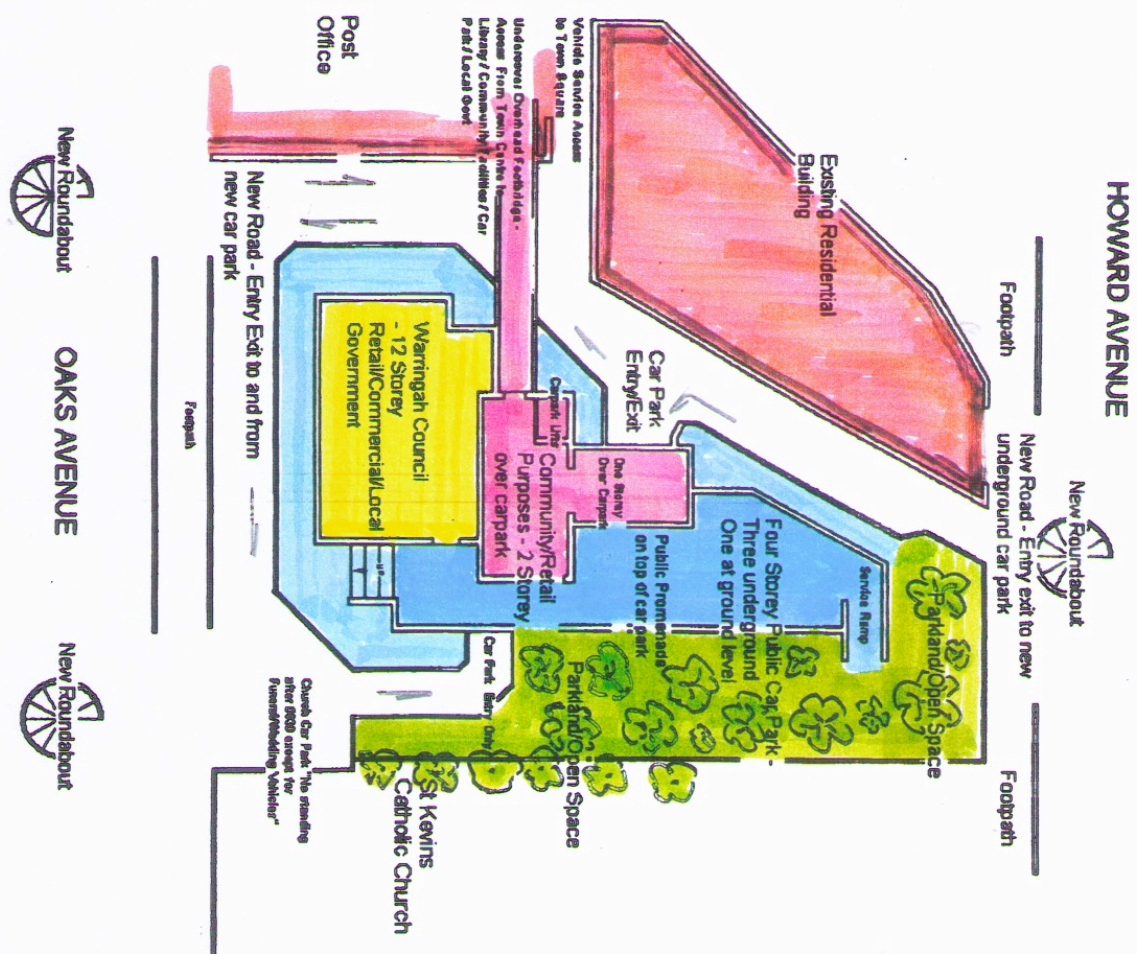 HOWARD AVENUE
Footpath
New Road - Entry exit to new
underground car park
New Roundabout
Footpath
Existing Residential
Building
Parkland/Open Space
Service Ramp
Four Storey Public Car Park -
Three underground
One at ground level
Public Promenade
on top of car park
Car Park
Entry/Exit
One Storey
Over Carpark
Carpark Lifts
Community/Retail
Purposes - 2 Storey
over carpark
Parkland/Open Space
Vehicle Service Access
to Town Square
Undercover Overhead Footbridge -
Access From Town Centre to
Library / Community Facilities / Car
Park / Local Govt
Post
Office
Warringah Council
- 12 Storey
Retail/Commercial/Local
Government
Car Park Entry Only
St Kevins
Catholic Church
Church Car Park "No standing
after 0600 except for
Funeral/Wedding Vehicles"
New Road - Entry Exit to and from
new car park
Footpath
New Roundabout
OAKS AVENUE
New Roundabout